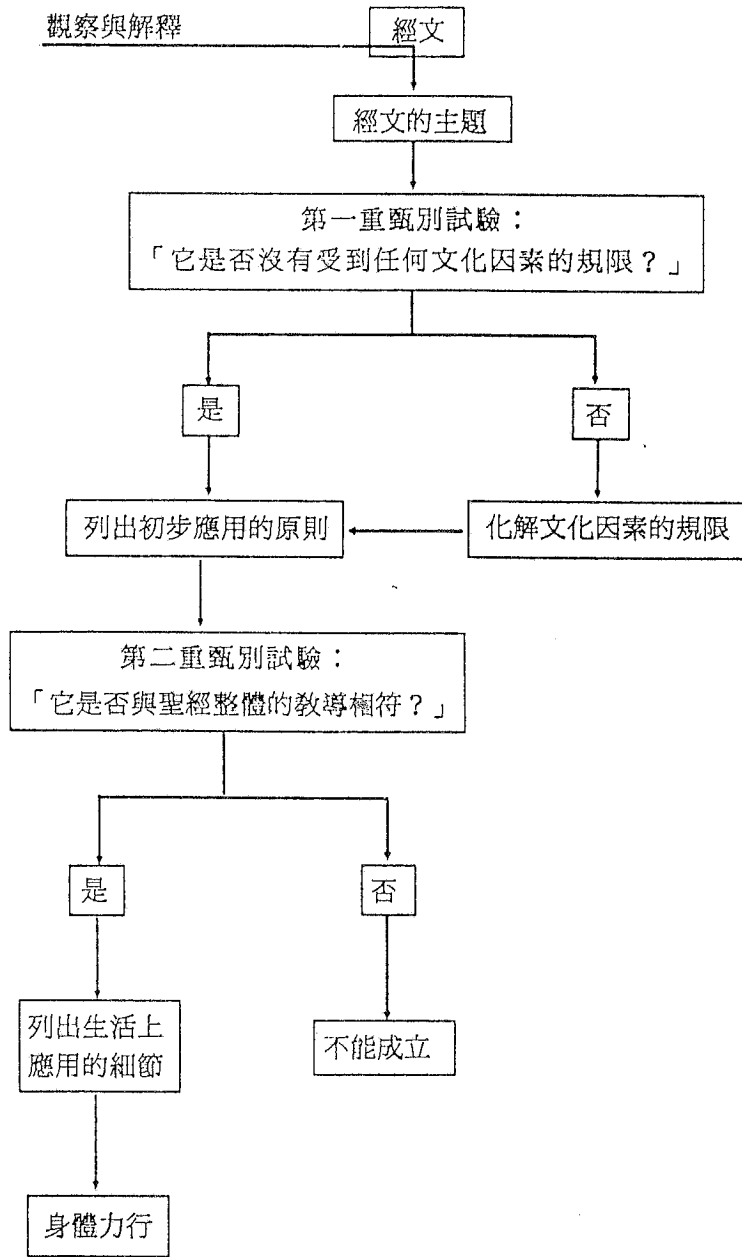 觀察與解釋
經文
經文的主題
第一重甄別試驗：
「它是否沒有受到任何文化因素的規限？」
是
否
列出初步應用的原則
化解文化因素的規限
第二重甄別試驗：
「它是否與聖經整體的教導相符？」
是
否
列出生活上
應用的細節
不能成立
身體力行